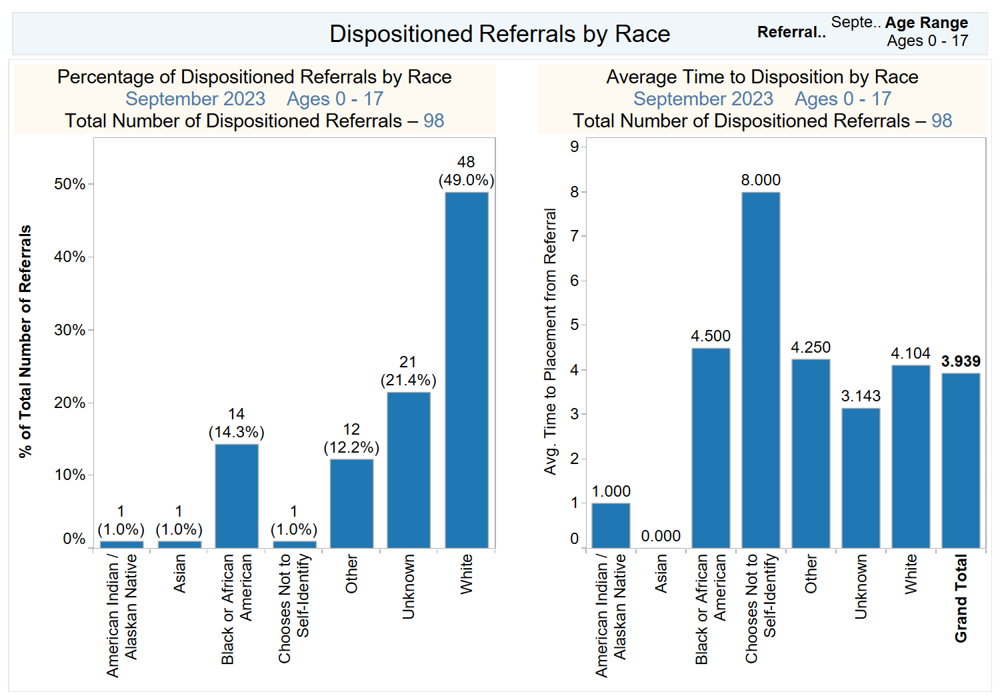 Dispositioned Referrals by Race
Referral..
Septe..
Age Range
Ages 0 - 17
Percentage of Dispositioned Referrals by Race
September 2023 Ages 0 - 17
Total Number of Dispositioned Referrals – 98
% of Total Number of Referrals
50%
40%
30%
20%
10%
0%
1
(1.0%)
1
(1.0%)
14
(14.3%)
1
(1.0%)
12
(12.2%)
21
(21.4%)
48
(49.0%)
American Indian /
Alaskan Native
Asian
Black or African
American
Chooses Not to
Self-Identify
Other
Unknown
White
Average Time to Disposition by Race
September 2023 Ages 0 - 17
Total Number of Dispositioned Referrals – 98
Avg. Time to Placement from Referral
9
8
7
6
5
4
3
2
1
0
1.000
0.000
4.500
8.000
4.250
3.143
4.104
3.939
American Indian /
Alaskan Native
Asian
Black or African
American
Chooses Not to
Self-Identify
Other
Unknown
White
Grand Total